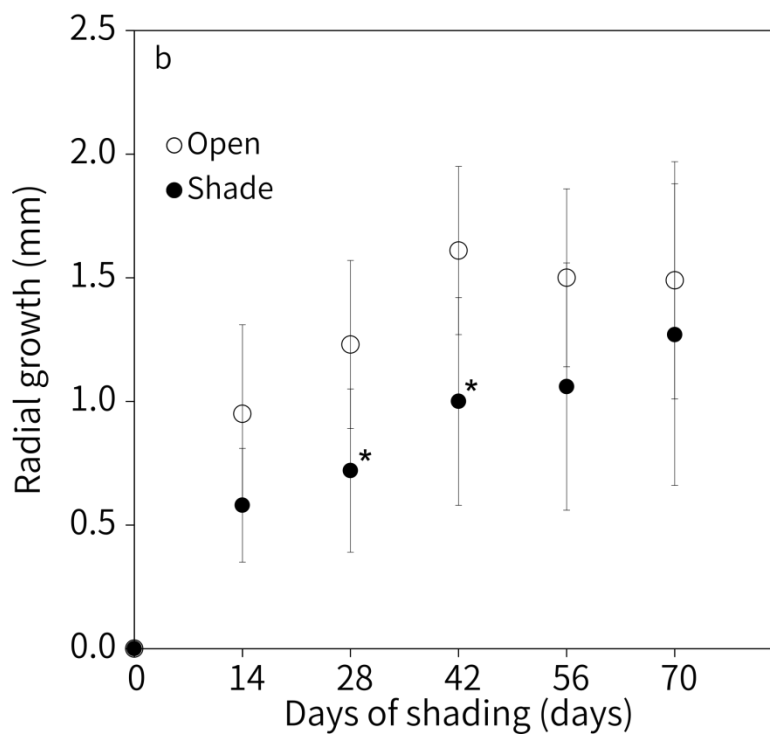 b
Open
Shade
Radial growth (mm)
2.5
2.0
1.5
1.0
0.5
0.0
*
*
0 14 28 42 56 70
Days of shading (days)